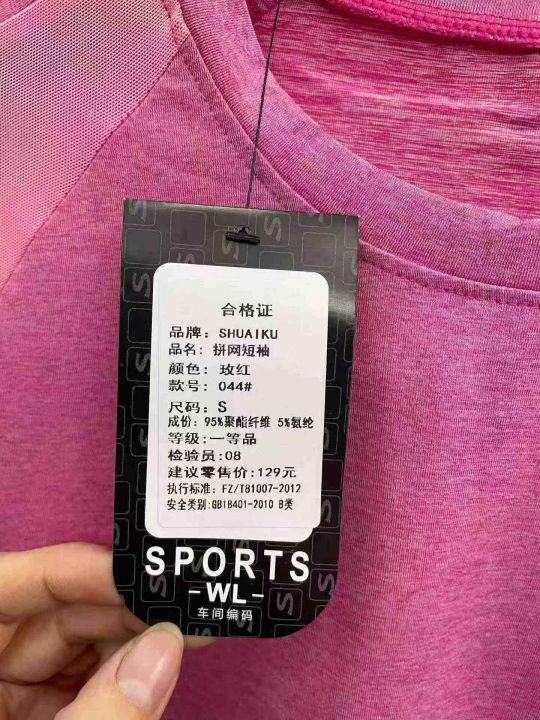 合格证
品牌: SHUAIKU
品名: 拼网短袖
颜色: 玫红
款号: 044#
尺码: S
成份: 95%聚酯纤维 5%氨纶
等级:一等品
检验员:08
建议零售价:129元
执行标准: FZ/T81007-2012
安全类别:GB18401-2010 B类
SPORTS
-WL-
车间编码